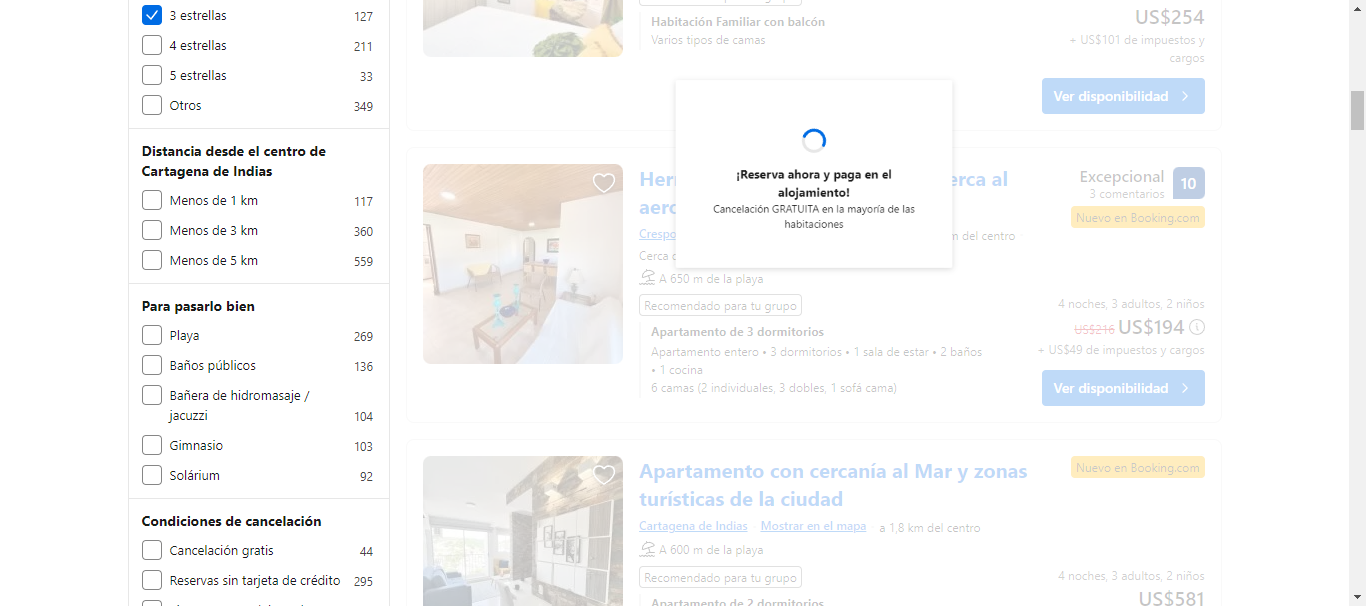 3 estrellas 127
4 estrellas 211
5 estrellas 33
Otros 349
Distancia desde el centro de
Cartagena de Indias
Menos de 1 km 117
Menos de 3 km 360
Menos de 5 km 559
Para pasarlo bien
Playa 269
Baños públicos 136
Bañera de hidromasaje /
jacuzzi 104
Gimnasio 103
Solárium 92
Condiciones de cancelación
Cancelación gratis 44
Reservas sin tarjeta de crédito 295
Habitación Familiar con balcón
Varios tipos de camas
US$254
+ US$101 de impuestos y
cargos
Ver disponibilidad
¡Reserva ahora y paga en el
alojamiento!
Cancelación GRATUITA en la mayoría de las
habitaciones
al
Crespo
del centro
Cerca
A 650 m de la playa
Excepcional 10
3 comentarios
Nuevo en Booking.com
Recomendado para tu grupo
Apartamento de 3 dormitorios
Apartamento entero • 3 dormitorios • 1 sala de estar • 2 baños
• 1 cocina
6 camas (2 individuales, 3 dobles, 1 sofá cama)
4 noches, 3 adultos, 2 niños
US$216 US$194
+ US$49 de impuestos y cargos
Ver disponibilidad
Apartamento con cercanía al Mar y zonas
turísticas de la ciudad
Cartagena de Indias Mostrar en el mapa a 1,8 km del centro
A 600 m de la playa
Nuevo en Booking.com
Recomendado para tu grupo
Apartamento de 2 dormitorios
4 noches, 3 adultos, 2 niños
US$581